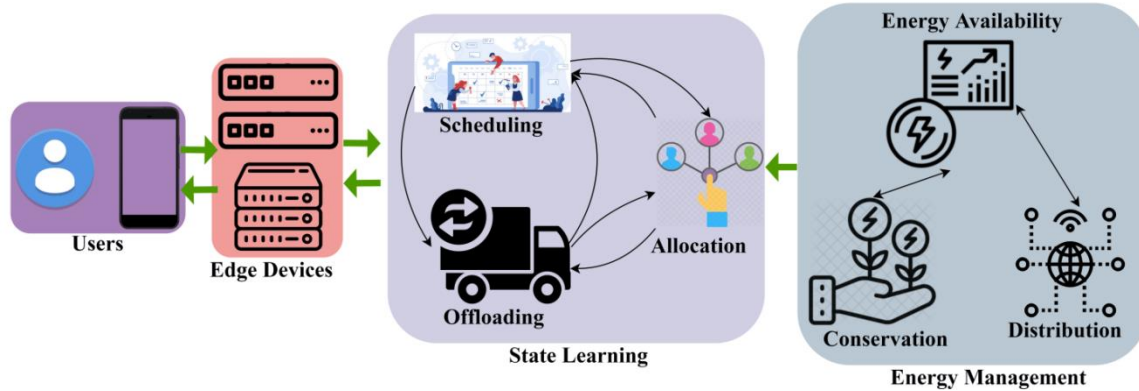 Energy Availability
Scheduling
Users
Edge Devices
Allocation
Offloading
State Learning
Conservation
Distribution
Energy Management